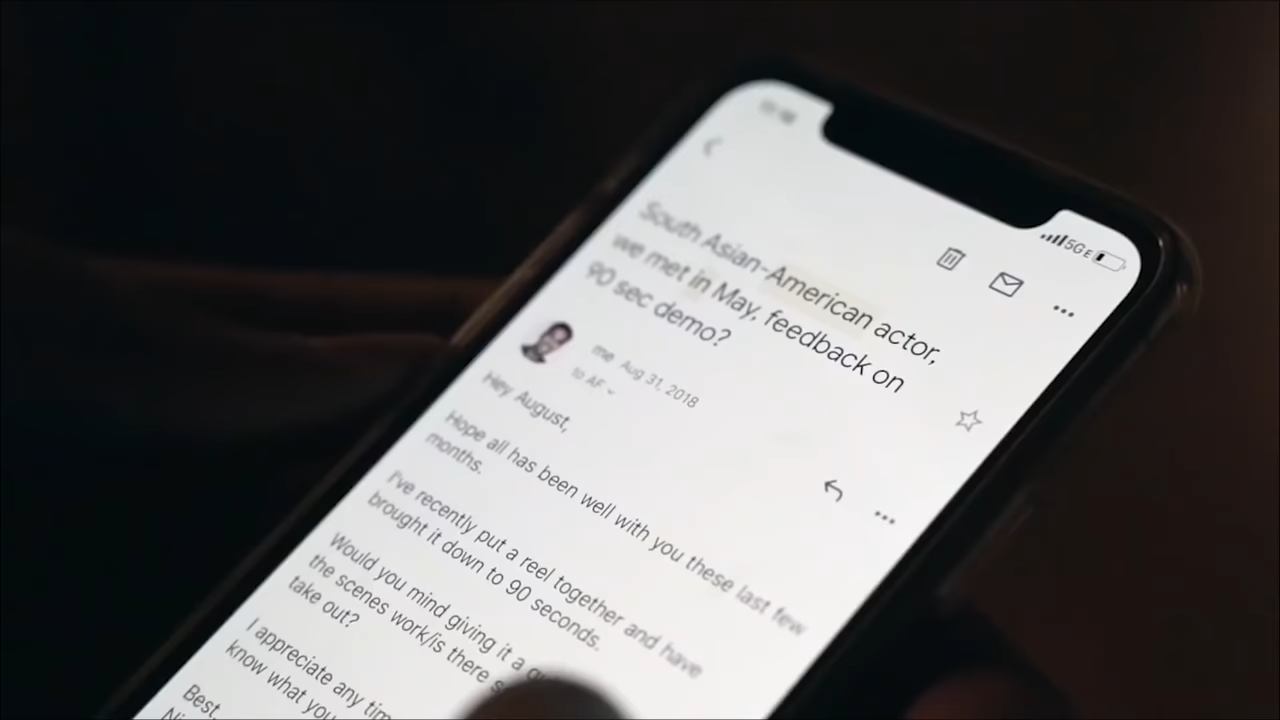 5G E
South Asian-American actor,
we met in May, feedback on
90 sec demo?
me Aug 31, 2018
to AF
Hey August,
Hope all has been well with you these last few
months.
I've recently put a reel together and have
brought it down to 90 seconds.
Would you mind giving it a
the scenes work/is there
take out?
I appreciate any
know what you
Best,